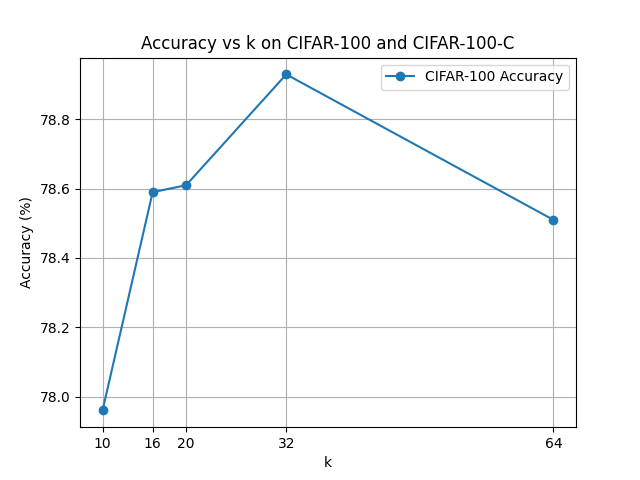 Accuracy vs k on CIFAR-100 and CIFAR-100-C
CIFAR-100 Accuracy
Accuracy (%)
78.8
78.6
78.4
78.2
78.0
10 16 20 32 64
k